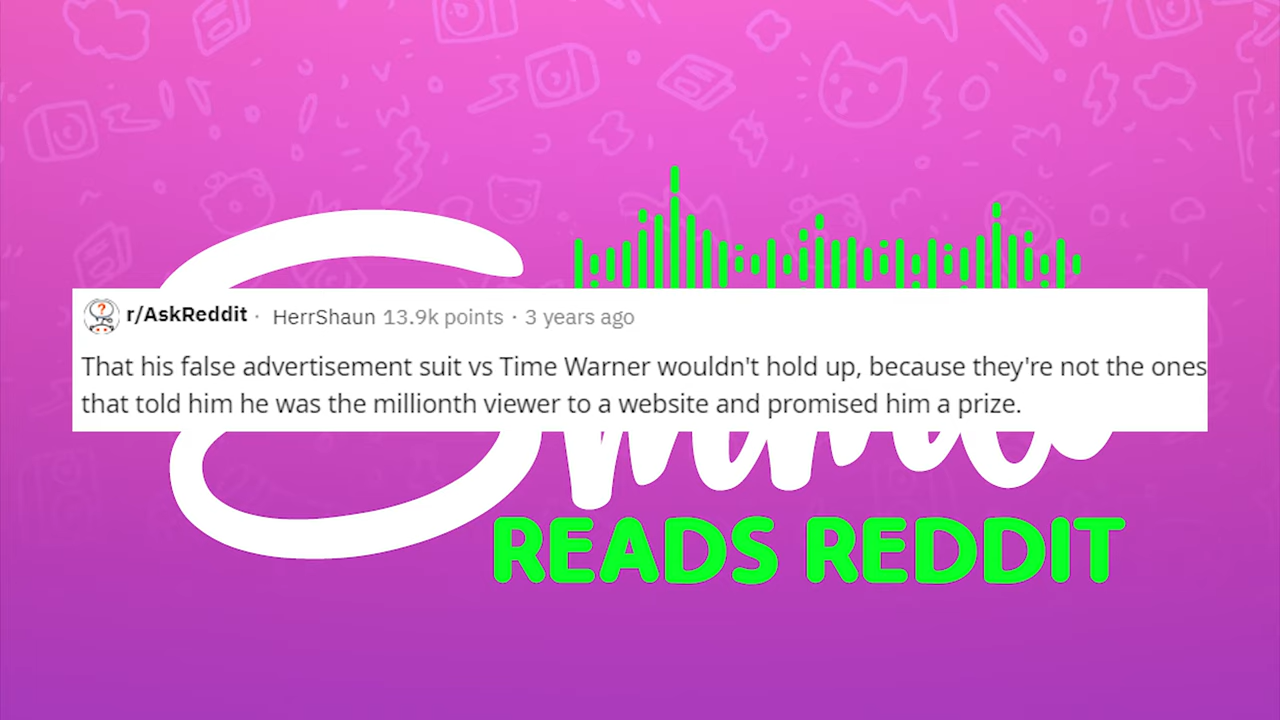 r/AskReddit · HerrShaun 13.9k points · 3 years ago
That his false advertisement suit vs Time Warner wouldn't hold up, because they're not the ones
that told him he was the millionth viewer to a website and promised him a prize.
READS REDDIT